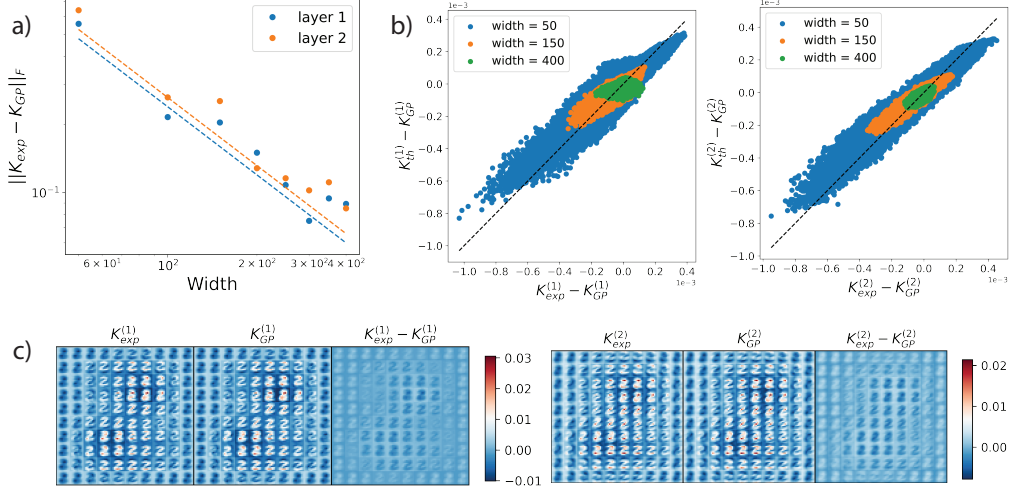 a)
||K_exp − K_GP||_F
10^−1
layer 1
layer 2
6 × 10^1
10^2
2 × 10^2
3 × 10^2
4 × 10^2
Width
b)
1e−3
0.4
0.2
0.0
−0.2
−0.4
−0.6
−0.8
−1.0
K_th^(1) − K_GP^(1)
width = 50
width = 150
width = 400
−1.0 −0.8 −0.6 −0.4 −0.2 0.0 0.2 0.4
1e−3
K_exp^(1) − K_GP^(1)
1e−3
0.4
0.2
0.0
−0.2
−0.4
−0.6
−0.8
−1.0
K_th^(2) − K_GP^(2)
width = 50
width = 150
width = 400
−1.0 −0.8 −0.6 −0.4 −0.2 0.0 0.2 0.4
1e−3
K_exp^(2) − K_GP^(2)
c)
K_exp^(1) K_GP^(1) K_exp^(1) − K_GP^(1)
0.03
0.02
0.01
0.00
−0.01
K_exp^(2) K_GP^(2) K_exp^(2) − K_GP^(2)
0.02
0.01
0.00